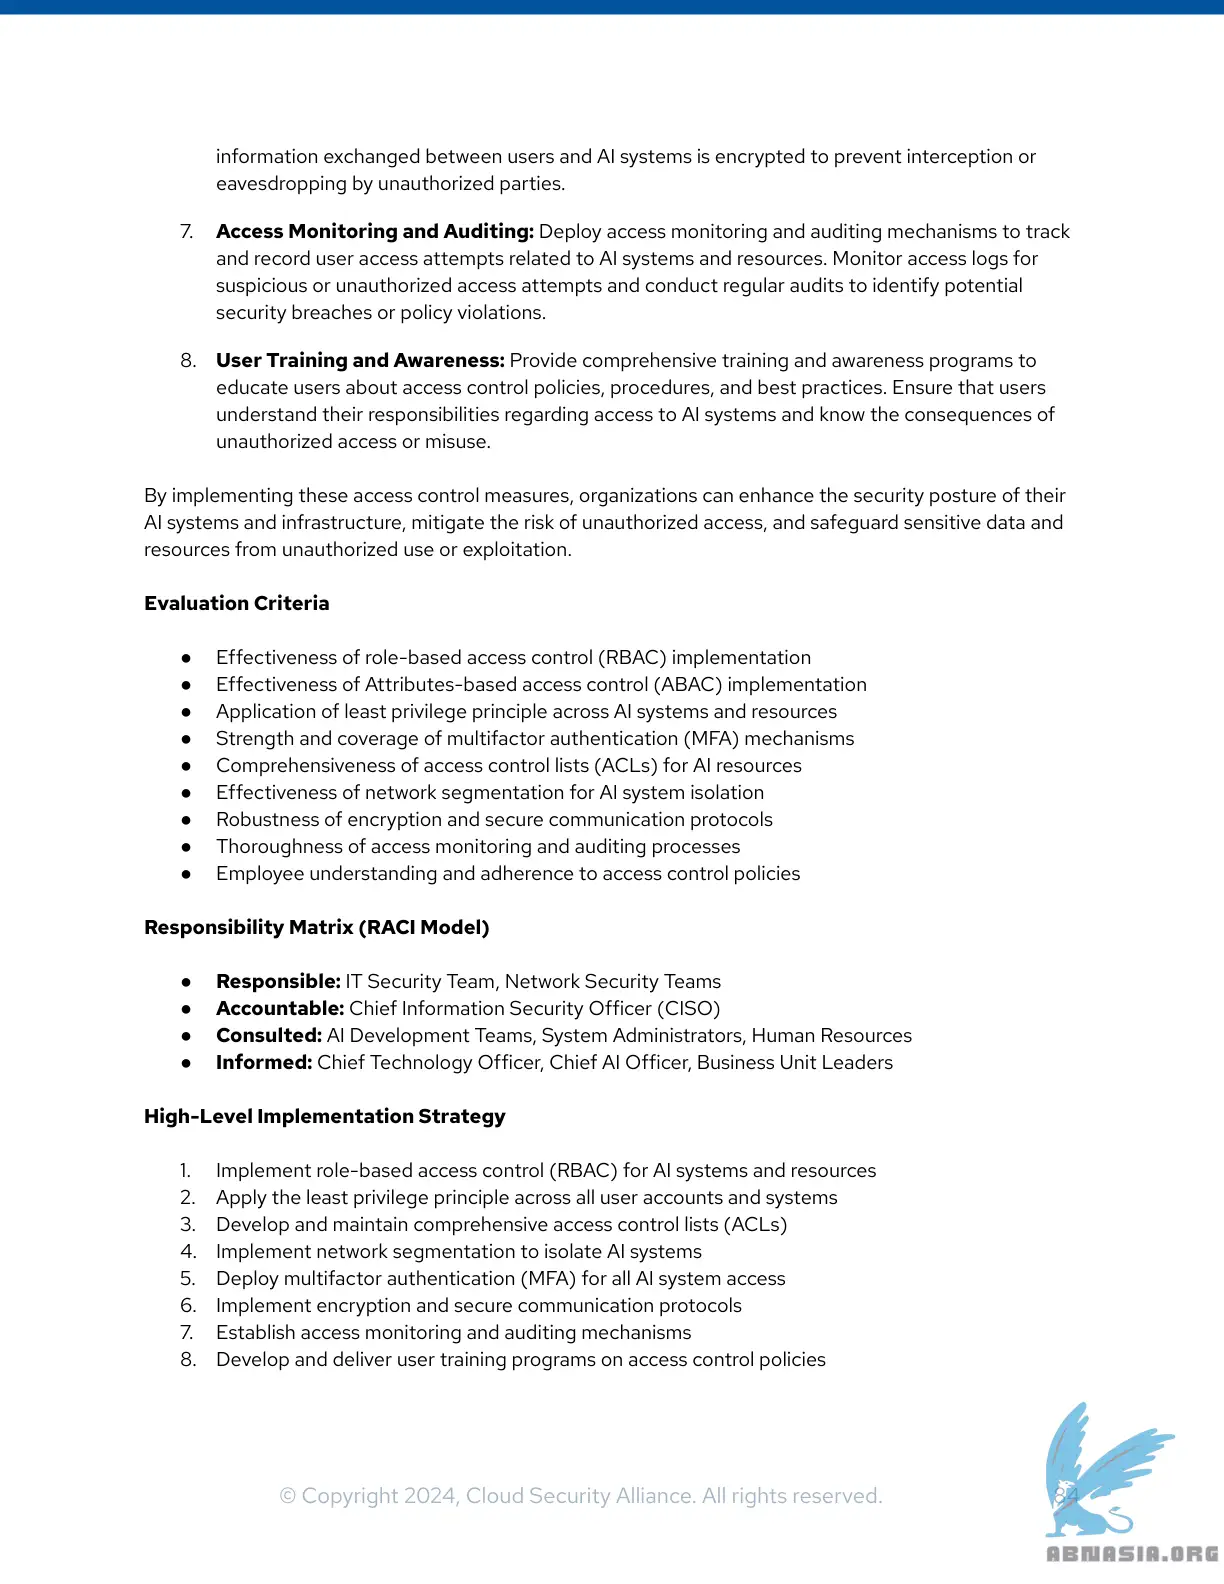 information exchanged between users and AI systems is encrypted to prevent interception or
eavesdropping by unauthorized parties.
7. Access Monitoring and Auditing: Deploy access monitoring and auditing mechanisms to track
and record user access attempts related to AI systems and resources. Monitor access logs for
suspicious or unauthorized access attempts and conduct regular audits to identify potential
security breaches or policy violations.
8. User Training and Awareness: Provide comprehensive training and awareness programs to
educate users about access control policies, procedures, and best practices. Ensure that users
understand their responsibilities regarding access to AI systems and know the consequences of
unauthorized access or misuse.
By implementing these access control measures, organizations can enhance the security posture of their
AI systems and infrastructure, mitigate the risk of unauthorized access, and safeguard sensitive data and
resources from unauthorized use or exploitation.
Evaluation Criteria
● Effectiveness of role-based access control (RBAC) implementation
● Effectiveness of Attributes-based access control (ABAC) implementation
● Application of least privilege principle across AI systems and resources
● Strength and coverage of multifactor authentication (MFA) mechanisms
● Comprehensiveness of access control lists (ACLs) for AI resources
● Effectiveness of network segmentation for AI system isolation
● Robustness of encryption and secure communication protocols
● Thoroughness of access monitoring and auditing processes
● Employee understanding and adherence to access control policies
Responsibility Matrix (RACI Model)
● Responsible: IT Security Team, Network Security Teams
● Accountable: Chief Information Security Officer (CISO)
● Consulted: AI Development Teams, System Administrators, Human Resources
● Informed: Chief Technology Officer, Chief AI Officer, Business Unit Leaders
High-Level Implementation Strategy
1. Implement role-based access control (RBAC) for AI systems and resources
2. Apply the least privilege principle across all user accounts and systems
3. Develop and maintain comprehensive access control lists (ACLs)
4. Implement network segmentation to isolate AI systems
5. Deploy multifactor authentication (MFA) for all AI system access
6. Implement encryption and secure communication protocols
7. Establish access monitoring and auditing mechanisms
8. Develop and deliver user training programs on access control policies
© Copyright 2024, Cloud Security Alliance. All rights reserved.
84
ABNASIA.ORG